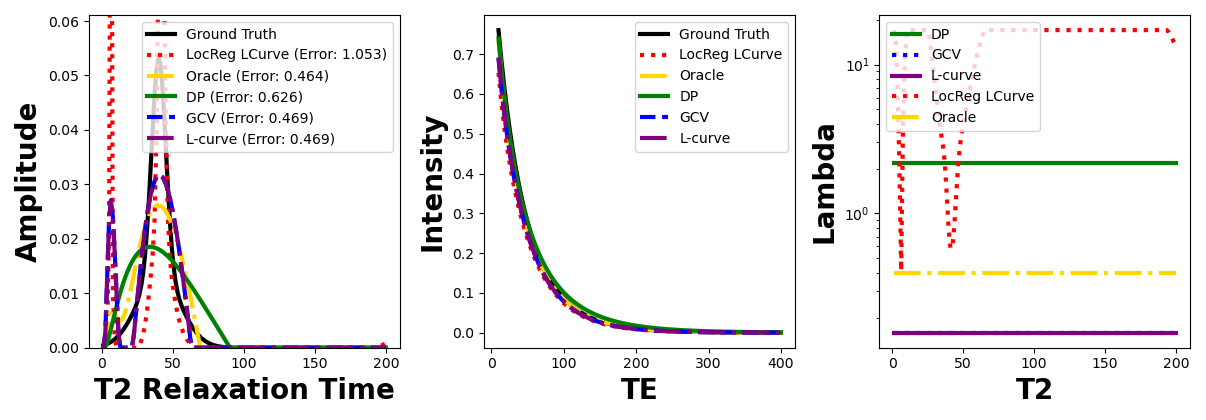 Amplitude
0.06
0.05
0.04
0.03
0.02
0.01
0.00
Ground Truth
LocReg LCurve (Error: 1.053)
Oracle (Error: 0.464)
DP (Error: 0.626)
GCV (Error: 0.469)
L-curve (Error: 0.469)
0 50 100 150 200
T2 Relaxation Time
Intensity
0.7
0.6
0.5
0.4
0.3
0.2
0.1
0.0
Ground Truth
LocReg LCurve
Oracle
DP
GCV
L-curve
0 100 200 300 400
TE
Lambda
10¹
10⁰
DP
GCV
L-curve
LocReg LCurve
Oracle
0 50 100 150 200
T2